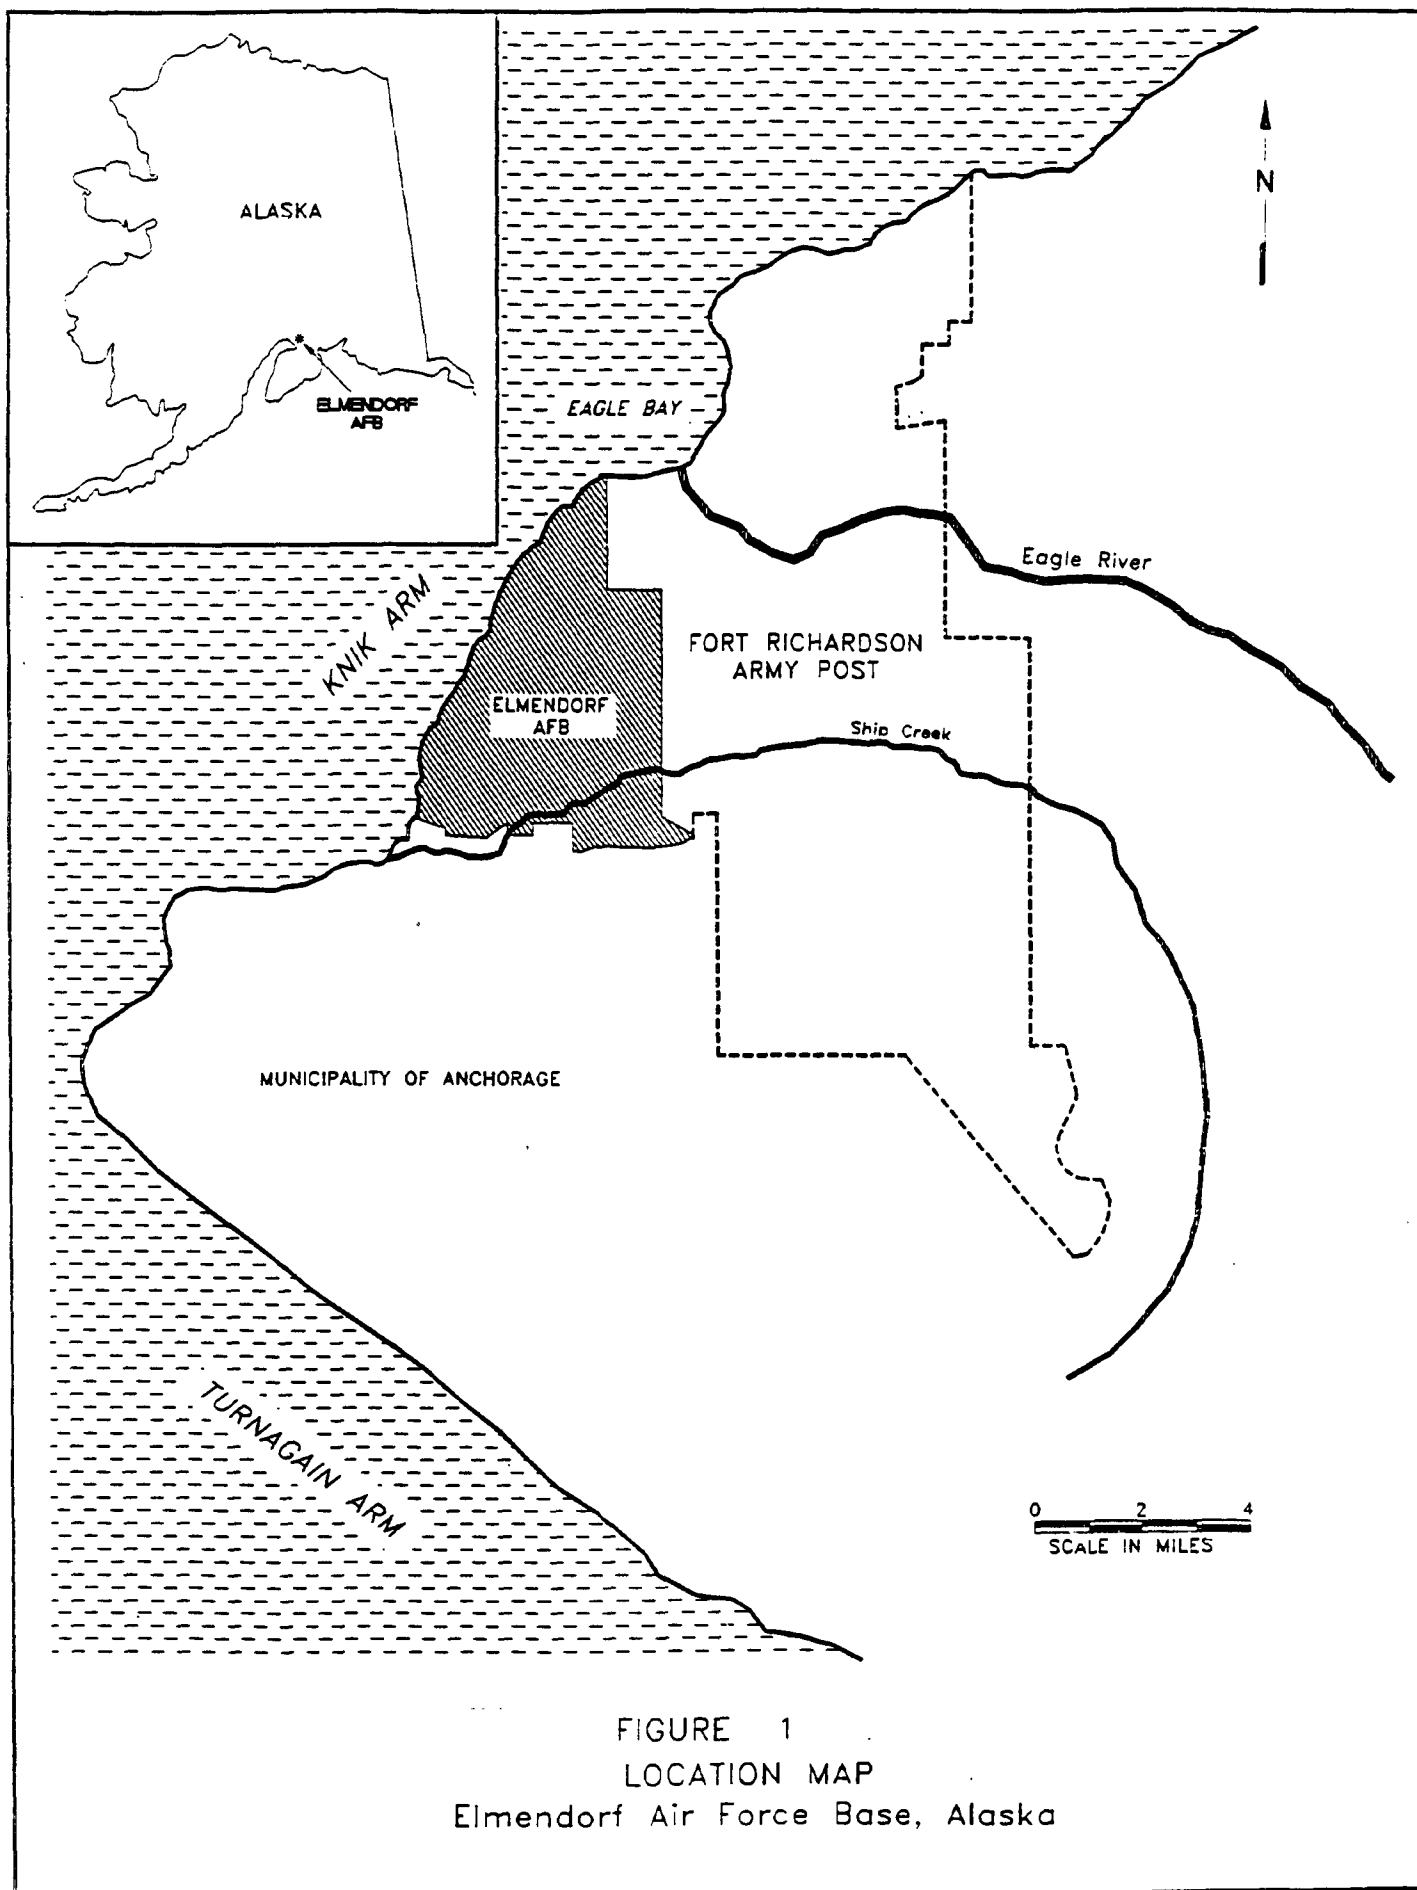 ALASKA
ELMENDORF
AFB
N
EAGLE BAY
Eagle River
KNIK ARM
FORT RICHARDSON
ARMY POST
ELMENDORF
AFB
Ship Creek
MUNICIPALITY OF ANCHORAGE
TURNAGAIN ARM
0 2 4
SCALE IN MILES
FIGURE 1
LOCATION MAP
Elmendorf Air Force Base, Alaska